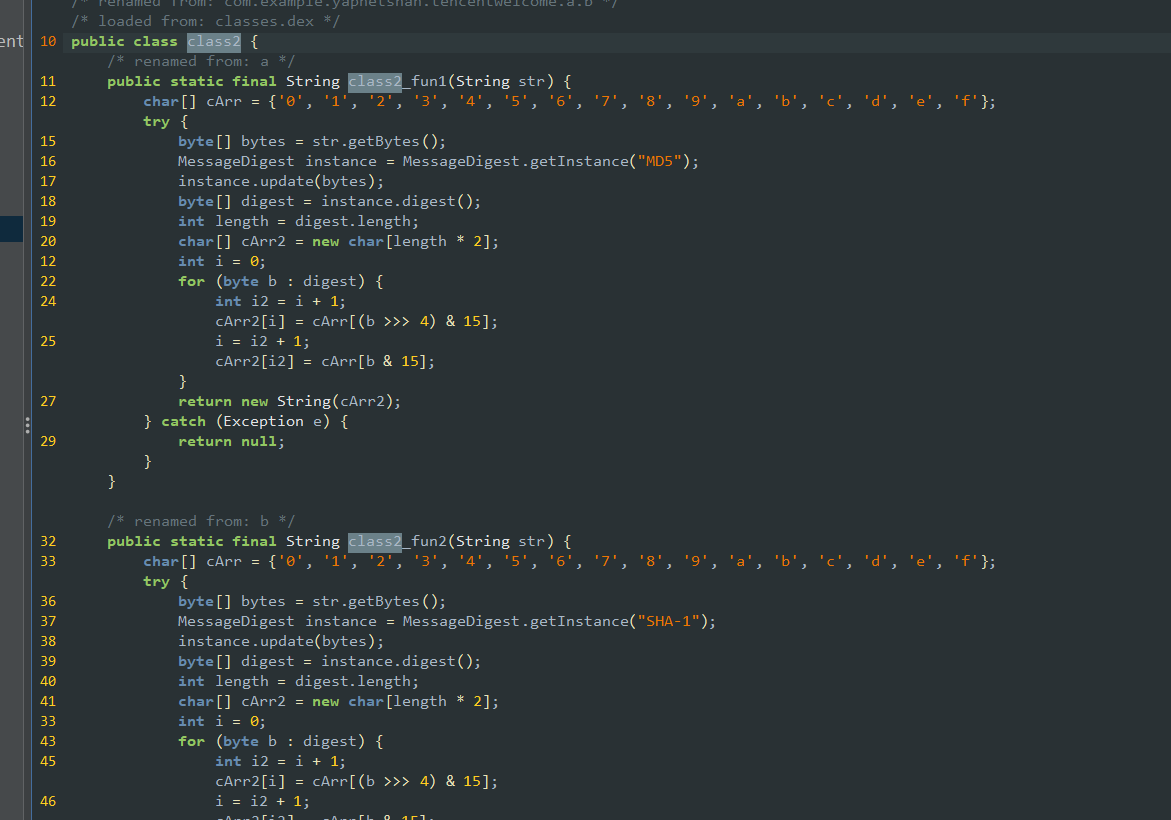 /* renamed from: com.example.yaphetshan.tencentwelcome.a.b */
/* loaded from: classes.dex */
ent 10 public class class2 {
/* renamed from: a */
11 public static final String class2_fun1(String str) {
12 char[] cArr = {'0', '1', '2', '3', '4', '5', '6', '7', '8', '9', 'a', 'b', 'c', 'd', 'e', 'f'};
try {
15 byte[] bytes = str.getBytes();
16 MessageDigest instance = MessageDigest.getInstance("MD5");
17 instance.update(bytes);
18 byte[] digest = instance.digest();
19 int length = digest.length;
20 char[] cArr2 = new char[length * 2];
12 int i = 0;
22 for (byte b : digest) {
24 int i2 = i + 1;
cArr2[i] = cArr[(b >>> 4) & 15];
25 i = i2 + 1;
cArr2[i2] = cArr[b & 15];
}
27 return new String(cArr2);
} catch (Exception e) {
29 return null;
}
}
/* renamed from: b */
32 public static final String class2_fun2(String str) {
33 char[] cArr = {'0', '1', '2', '3', '4', '5', '6', '7', '8', '9', 'a', 'b', 'c', 'd', 'e', 'f'};
try {
36 byte[] bytes = str.getBytes();
37 MessageDigest instance = MessageDigest.getInstance("SHA-1");
38 instance.update(bytes);
39 byte[] digest = instance.digest();
40 int length = digest.length;
41 char[] cArr2 = new char[length * 2];
33 int i = 0;
43 for (byte b : digest) {
45 int i2 = i + 1;
cArr2[i] = cArr[(b >>> 4) & 15];
46 i = i2 + 1;
cArr2[i2] = cArr[b & 15];